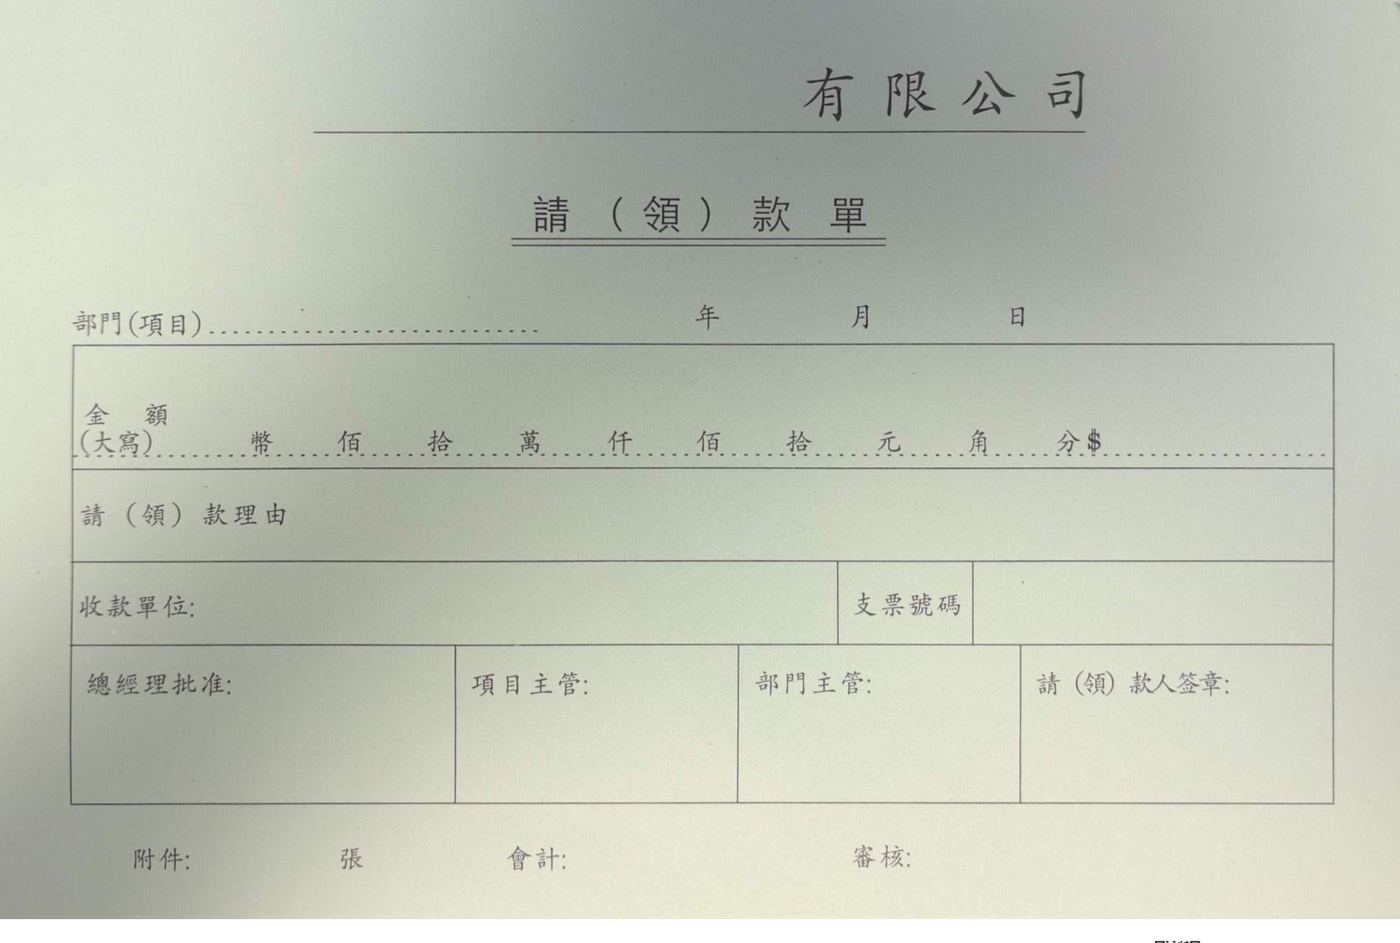 有限公司
請（領）款單
部門(項目)
年 月 日
金額
(大寫) 幣 佰 拾 萬 仟 佰 拾 元 角 分$
請（領）款理由
收款單位: 支票號碼
總經理批准: 項目主管: 部門主管: 請（領）款人签章:
附件: 張 會計: 審核: